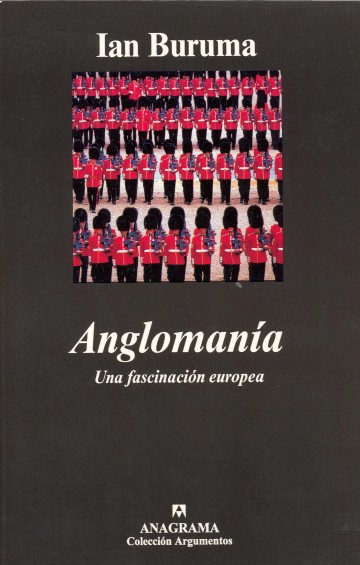 Ian Buruma
Anglomanía
Una fascinación europea
ANAGRAMA
Colección Argumentos